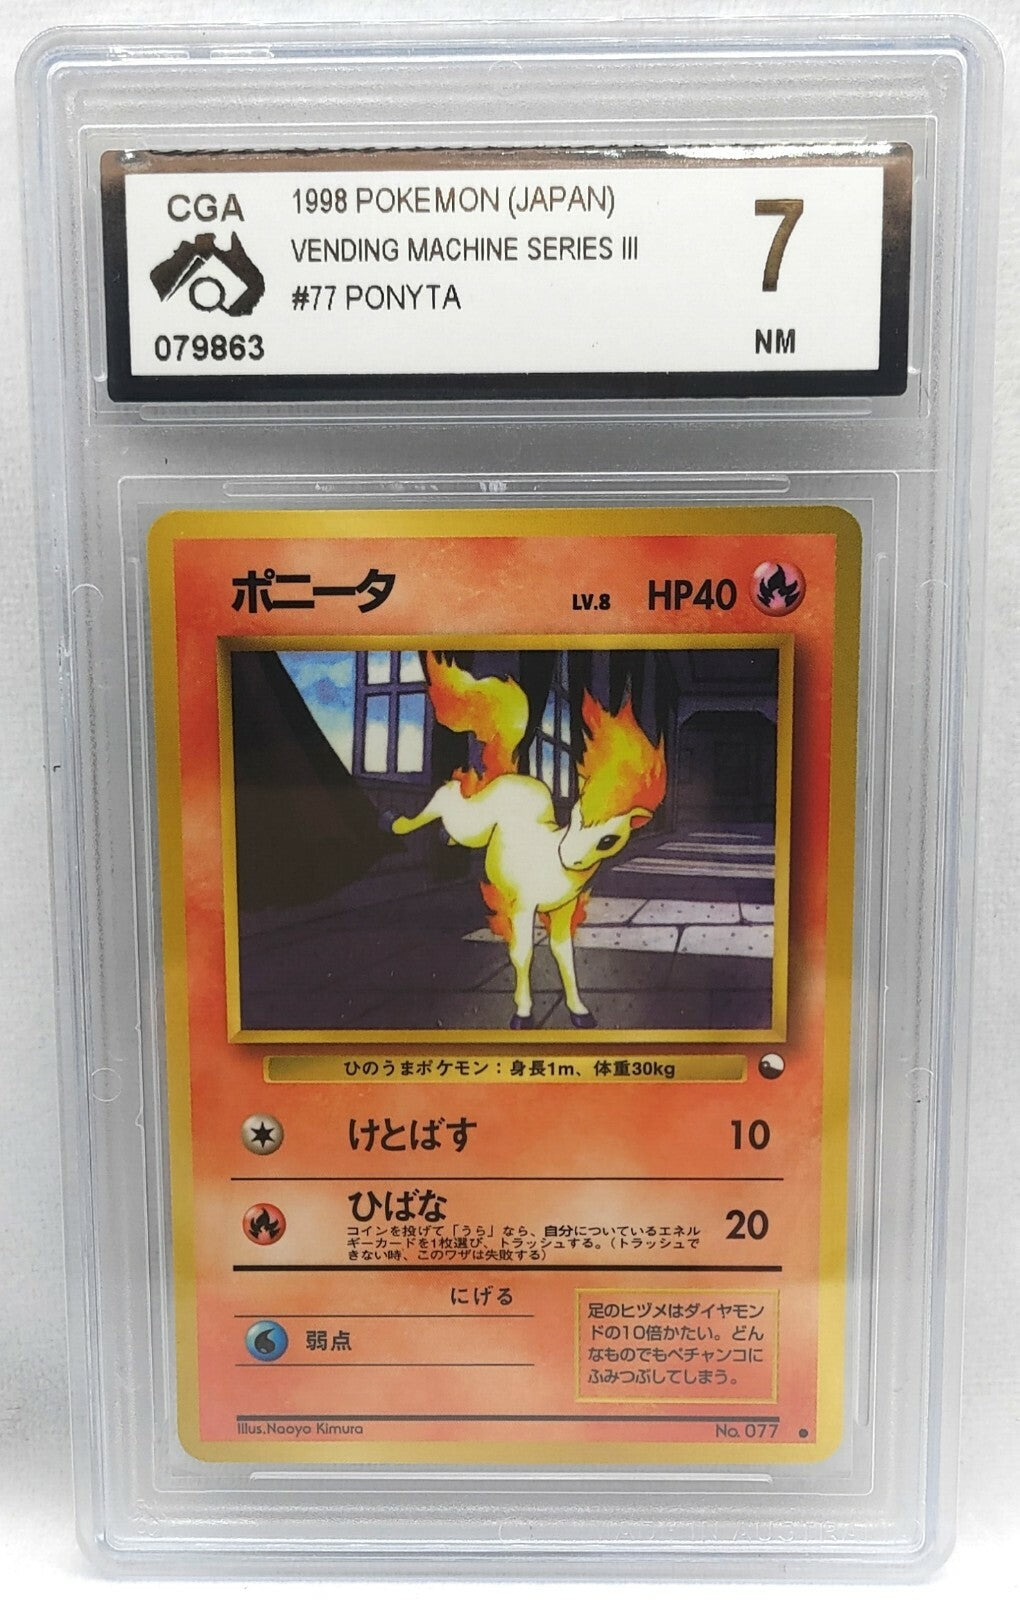 CGA
079863
1998 POKEMON (JAPAN)
VENDING MACHINE SERIES III
#77 PONYTA
7
NM
ポニータ LV.8 HP40
ひのうまポケモン：身長1m、体重30kg
けとばす 10
ひばな 20
コインを投げて「うら」なら、自分についているエネル
ギーカードを1枚選び、トラッシュする。（トラッシュで
きない時、このワザは失敗する）
にげる
弱点
足のヒヅメはダイヤモン
ドの10倍かたい。どん
なものでもペチャンコに
ふみつぶしてしまう。
Illus.Naoyo Kimura
No. 077
MADE IN AUSTRALIA